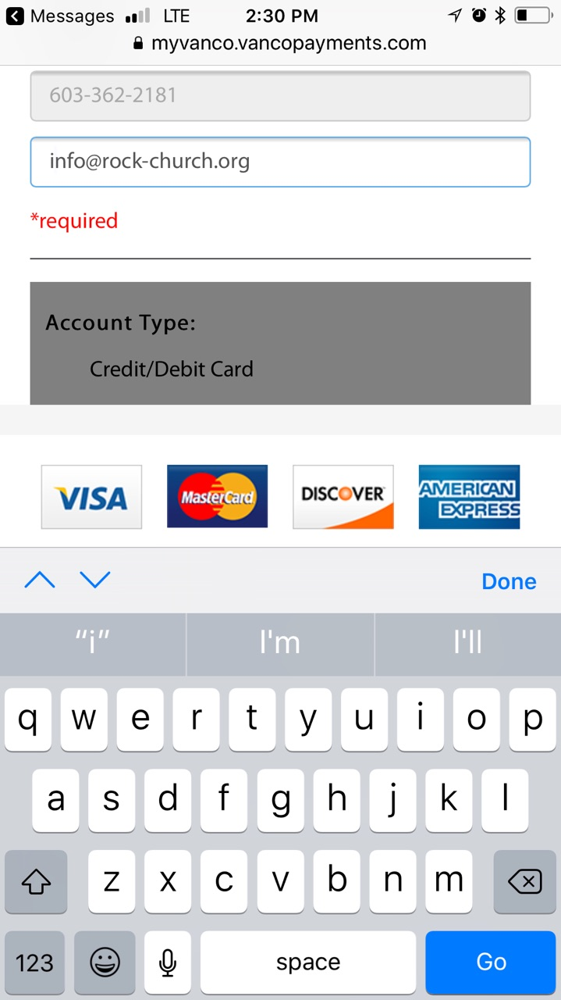 Messages LTE 2:30 PM
myvanco.vancopayments.com
603-362-2181
info@rock-church.org
*required
Account Type:
Credit/Debit Card
VISA MasterCard DISCOVER AMERICAN EXPRESS
Done
“i” I'm I'll
q w e r t y u i o p
a s d f g h j k l
z x c v b n m
123 space Go